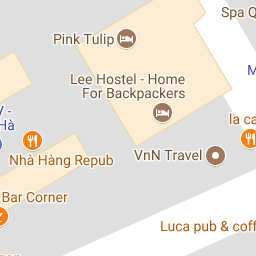 Spa Q
Pink Tulip
M
Lee Hostel - Home
For Backpackers
V -
Hà
la ca
Nhà Hàng Repub
VnN Travel
Bar Corner
Luca pub & coff